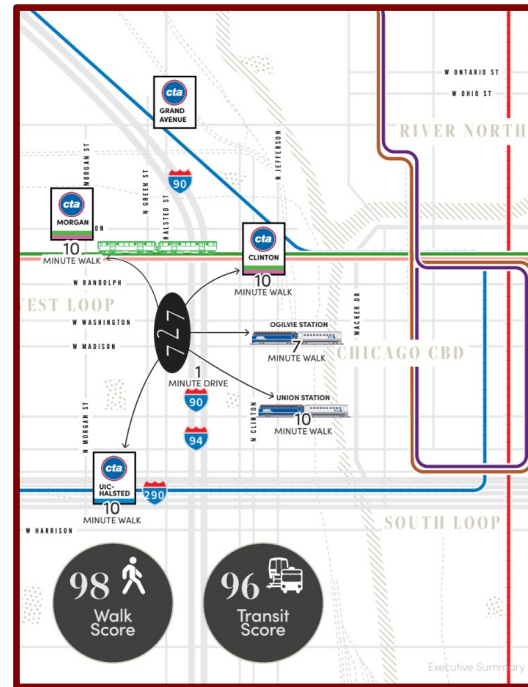 W ONTARIO ST
W OHIO ST
RIVER NORTH
cta
GRAND
AVENUE
MORGAN ST
N GREEN ST
HALSTED ST
N JEFFERSON
90
cta
MORGAN
ON
10
MINUTE WALK
cta
CLINTON
10
MINUTE WALK
W RANDOLPH
WEST LOOP
W WASHINGTON
W MADISON
727
WACKER DR
OGILVIE STATION
7
MINUTE WALK
CHICAGO CBD
1
MINUTE DRIVE
90
94
UNION STATION
10
MINUTE WALK
N MORGAN ST
N CLINTON
cta
UIC-
HALSTED
10
MINUTE WALK
290
W HARRISON
SOUTH LOOP
98
Walk
Score
96
Transit
Score
Executive Summary